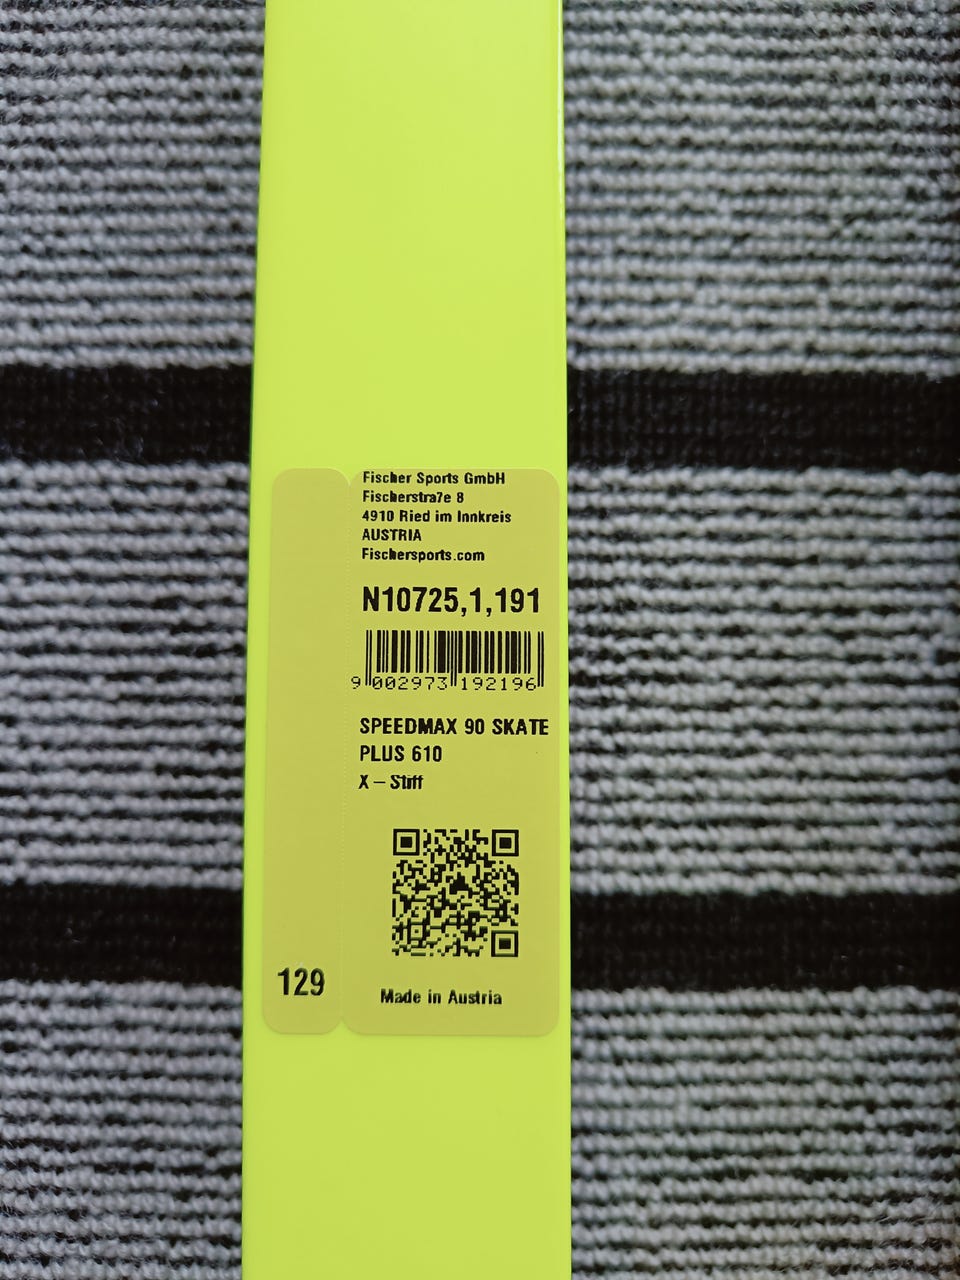 Fischer Sports GmbH
Fischerstra?e 8
4910 Ried im Innkreis
AUSTRIA
Fischersports.com
N10725,1,191
9 002973 192196
SPEEDMAX 90 SKATE
PLUS 610
X – Stiff
129
Made in Austria